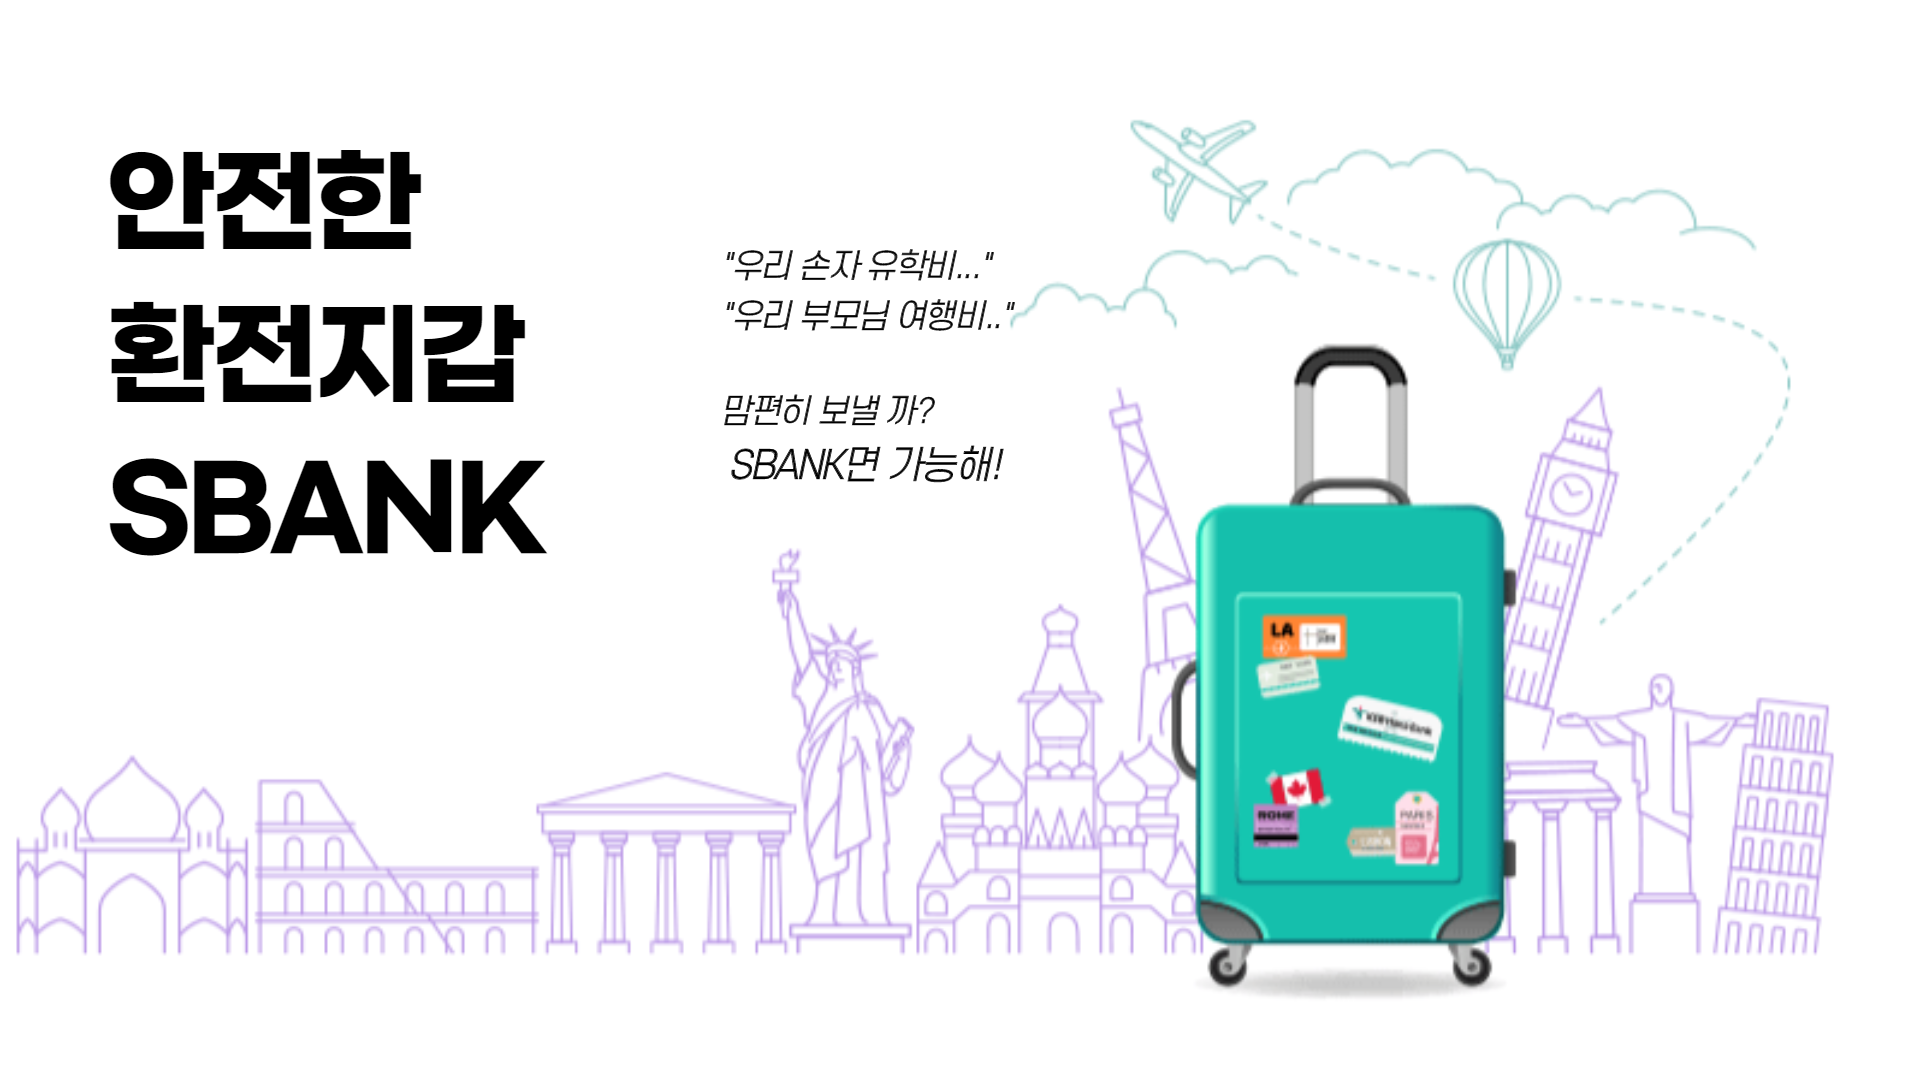 안전한
환전지갑
SBANK
"우리 손자 유학비..."
"우리 부모님 여행비.."
맘편히 보낼 까?
SBANK면 가능해!
LA
ROME
PARIS